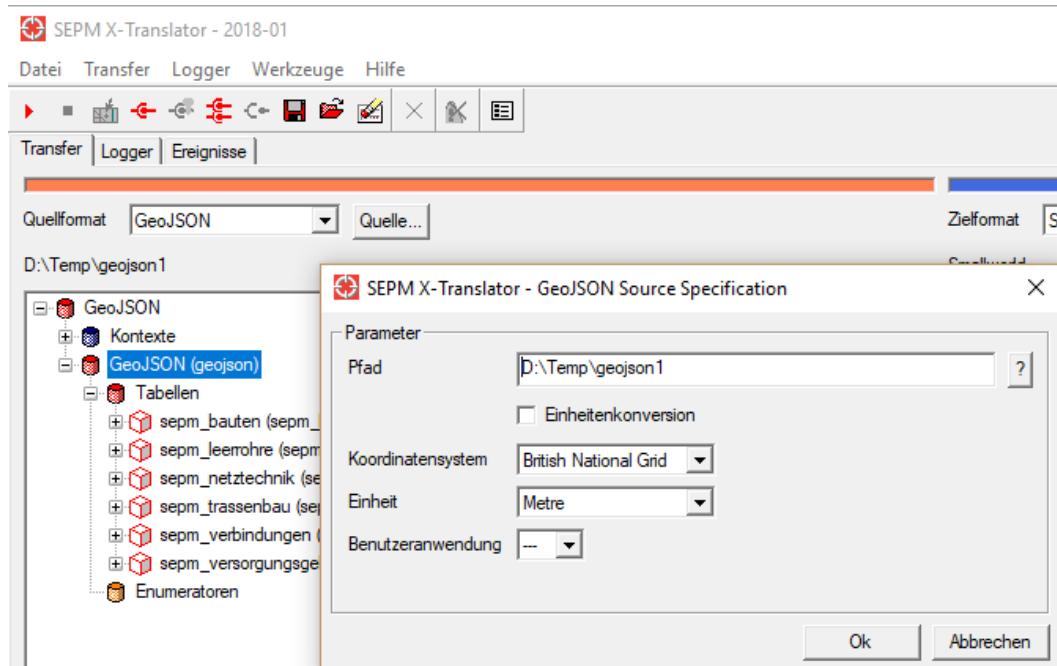 SEPM X-Translator - 2018-01
Datei Transfer Logger Werkzeuge Hilfe
Transfer Logger Ereignisse
Quellformat GeoJSON Quelle... Zielformat S
D:\Temp\geojson1
SEPM X-Translator - GeoJSON Source Specification
GeoJSON
Kontexte
GeoJSON (geojson)
Tabellen
sepm_bauten (sepm_
sepm_leerrohre (sepm
sepm_netztechnik (se
sepm_trassenbau (sep
sepm_verbindungen (
sepm_versorgungsge
Enumeratoren
Parameter
Pfad D:\Temp\geojson1 ?
Einheitenkonversion
Koordinatensystem British National Grid
Einheit Metre
Benutzeranwendung ---
Ok Abbrechen